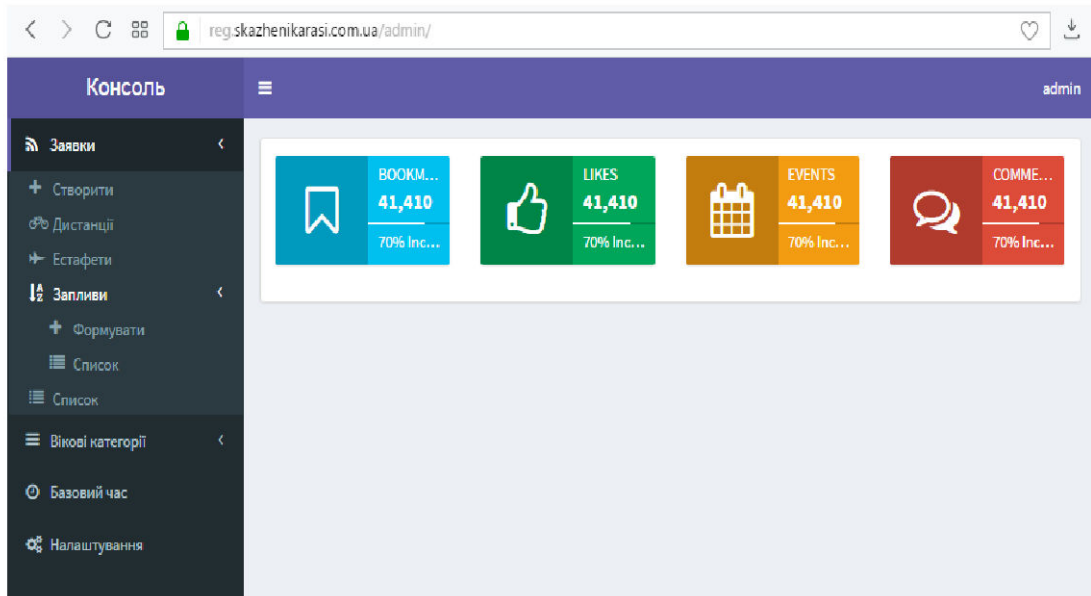 reg.skazhenikarasi.com.ua/admin/
Консоль
admin
Заявки
Створити
Дистанції
Естафети
Запливи
Формувати
Список
Список
Вікові категорії
Базовий час
Налаштування
BOOKM...
41,410
70% Inc...
LIKES
41,410
70% Inc...
EVENTS
41,410
70% Inc...
COMME...
41,410
70% Inc...